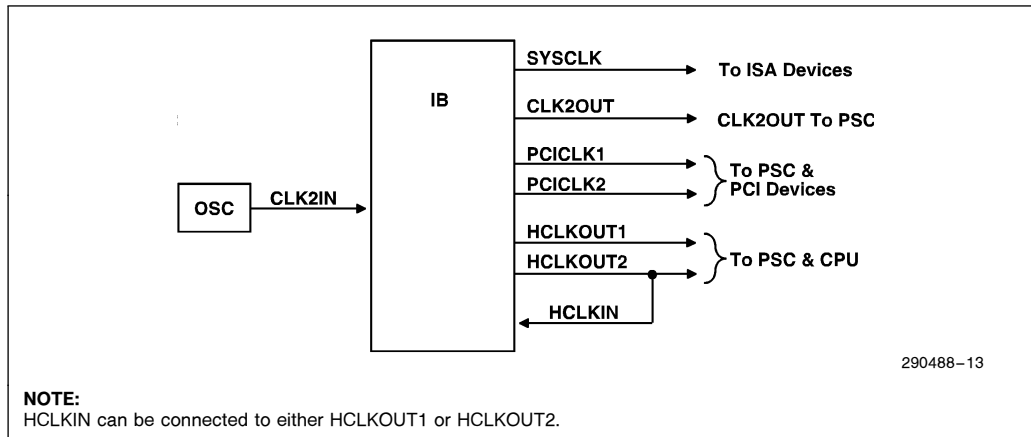 SYSCLK
To ISA Devices
IB
CLK2OUT
CLK2OUT To PSC
PCICLK1
To PSC &
PCICLK2
PCI Devices
OSC
CLK2IN
HCLKOUT1
HCLKOUT2
To PSC & CPU
HCLKIN
290488–13
NOTE:
HCLKIN can be connected to either HCLKOUT1 or HCLKOUT2.